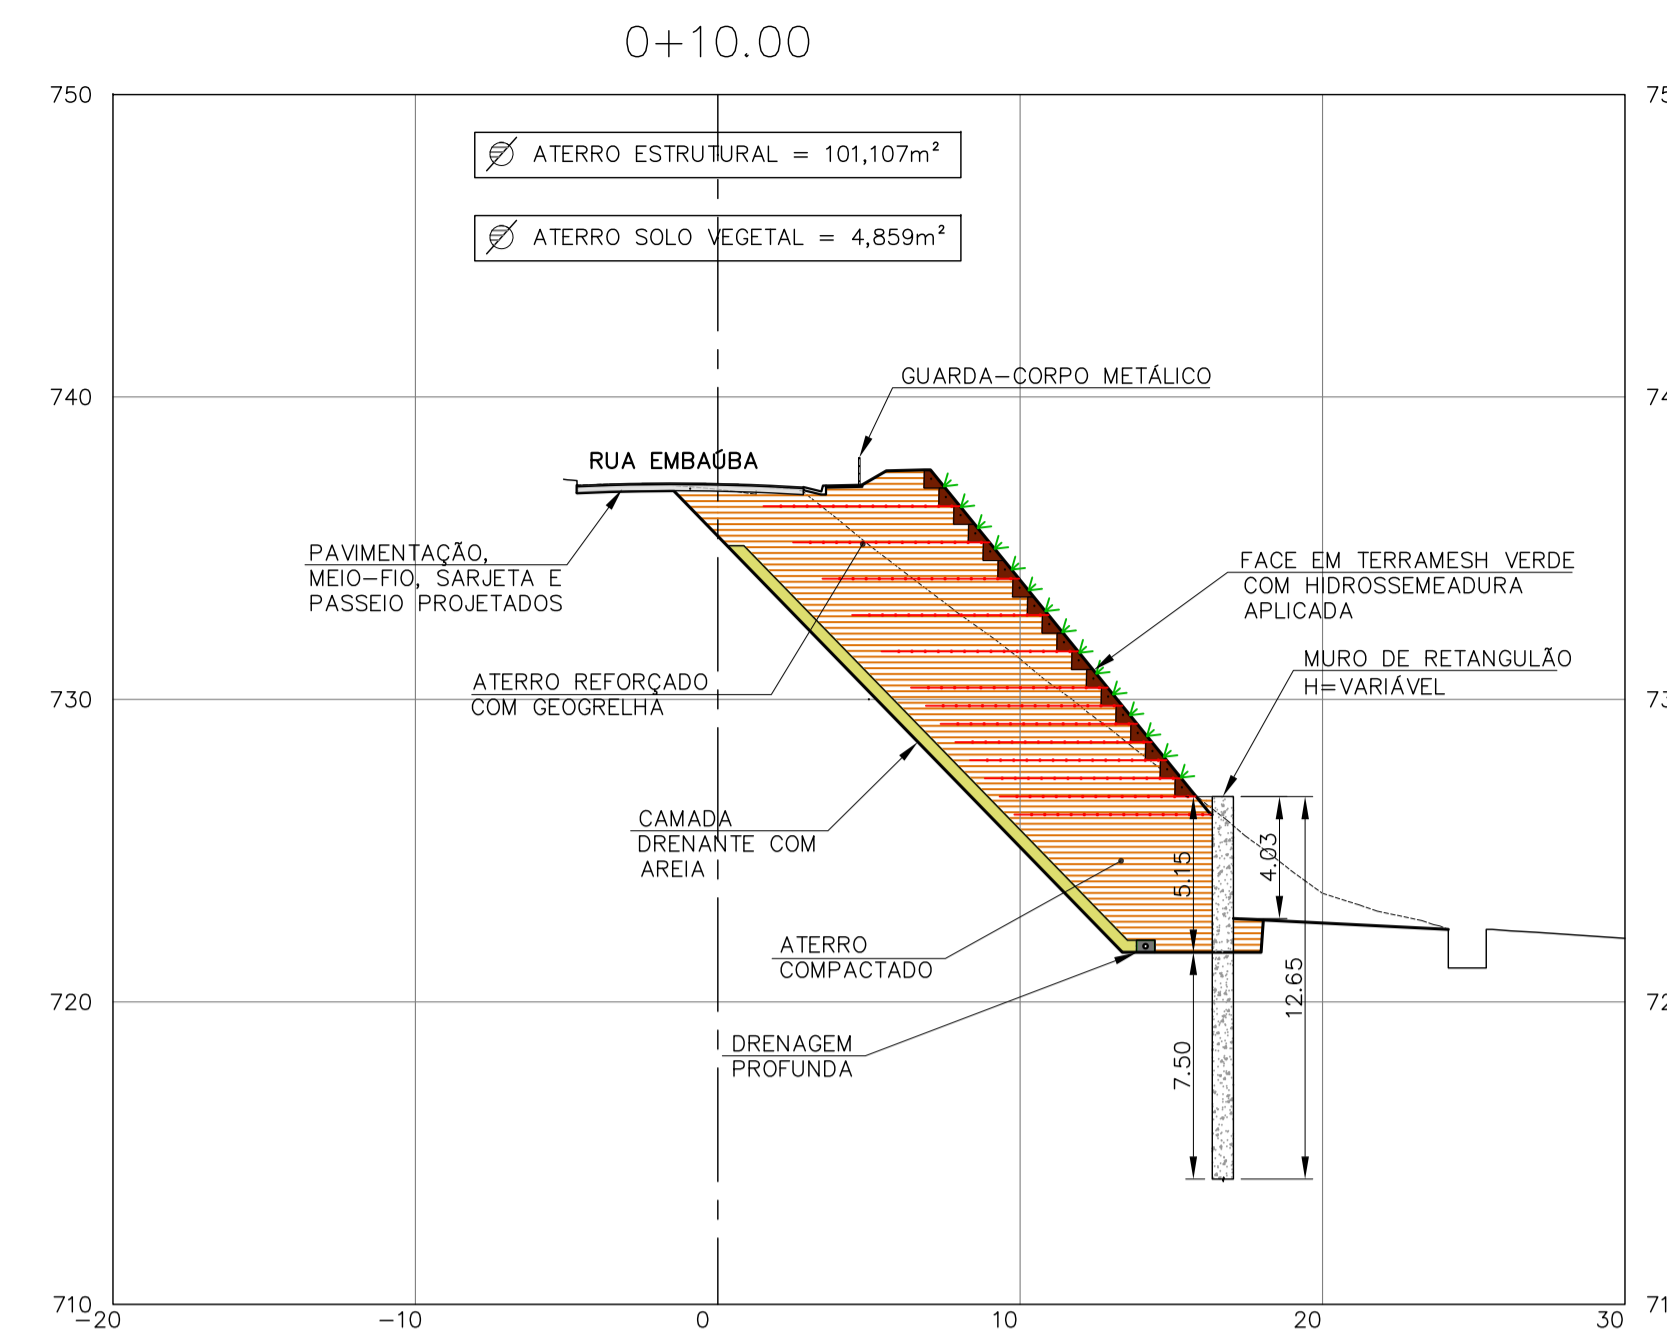 0+10.00
750
ATERRO ESTRUTURAL = 101,107m²
ATERRO SOLO VEGETAL = 4,859m²
GUARDA-CORPO METÁLICO
740
RUA EMBAÚBA
PAVIMENTAÇÃO,
MEIO-FIO, SARJETA E
PASSEIO PROJETADOS
FACE EM TERRAMESH VERDE
COM HIDROSSEMEADURA
APLICADA
MURO DE RETANGULÃO
H=VARIÁVEL
ATERRO REFORÇADO
COM GEOGRELHA
730
CAMADA
DRENANTE COM
AREIA
5.15
4.03
ATERRO
COMPACTADO
12.65
720
DRENAGEM
PROFUNDA
7.50
710
-20
-10
0
10
20
30